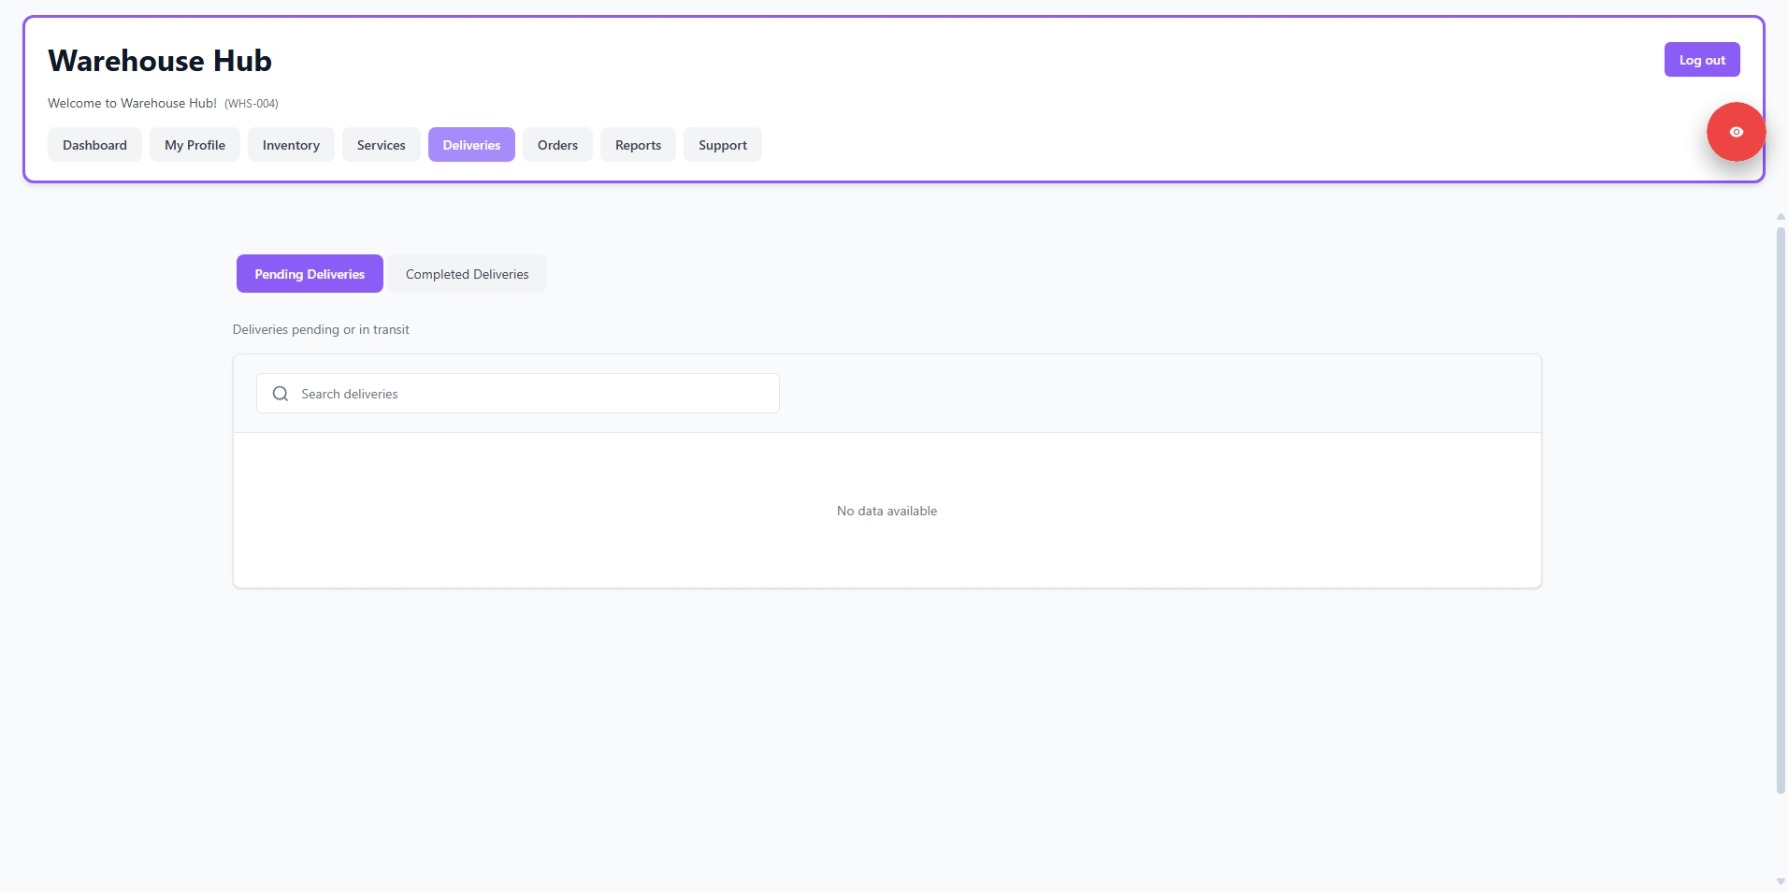 Warehouse Hub
Log out
Welcome to Warehouse Hub! (WHS-004)
Dashboard My Profile Inventory Services Deliveries Orders Reports Support
Pending Deliveries Completed Deliveries
Deliveries pending or in transit
Search deliveries
No data available